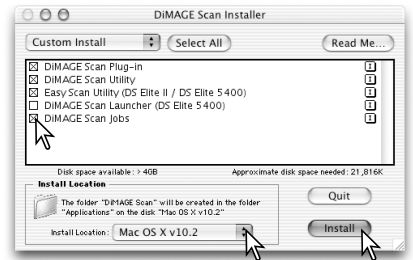 DiMAGE Scan Installer
Custom Install
Select All
Read Me...
DiMAGE Scan Plug-in
DiMAGE Scan Utility
Easy Scan Utility (DS Elite II / DS Elite 5400)
DiMAGE Scan Launcher (DS Elite 5400)
DiMAGE Scan Jobs
Disk space available : > 4GB
Approximate disk space needed : 21,816K
Install Location
The folder "DiMAGE Scan" will be created in the folder
"Applications" on the disk "Mac OS X v10.2"
Install Location :
Mac OS X v10.2
Quit
Install